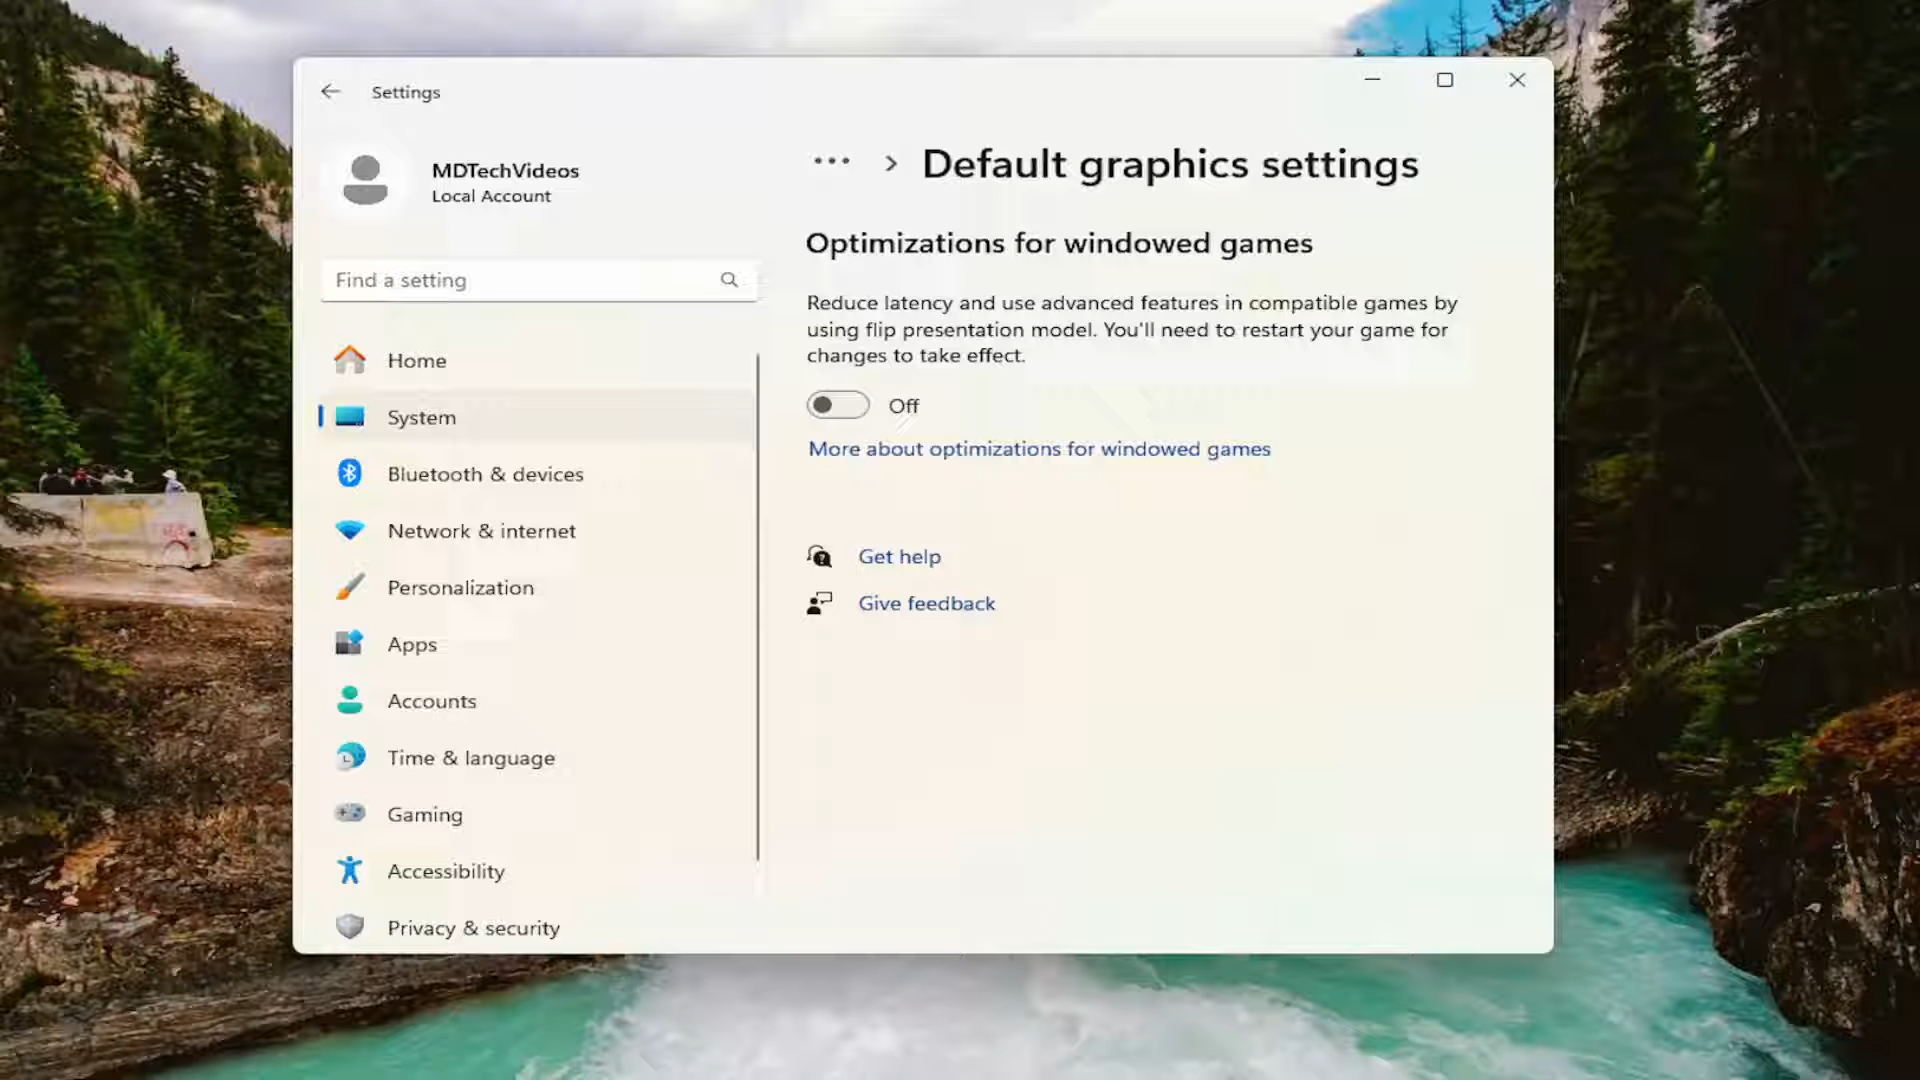 Settings
MDTechVideos
Local Account
Find a setting
Home
System
Bluetooth & devices
Network & internet
Personalization
Apps
Accounts
Time & language
Gaming
Accessibility
Privacy & security
... > Default graphics settings
Optimizations for windowed games
Reduce latency and use advanced features in compatible games by
using flip presentation model. You'll need to restart your game for
changes to take effect.
Off
More about optimizations for windowed games
Get help
Give feedback